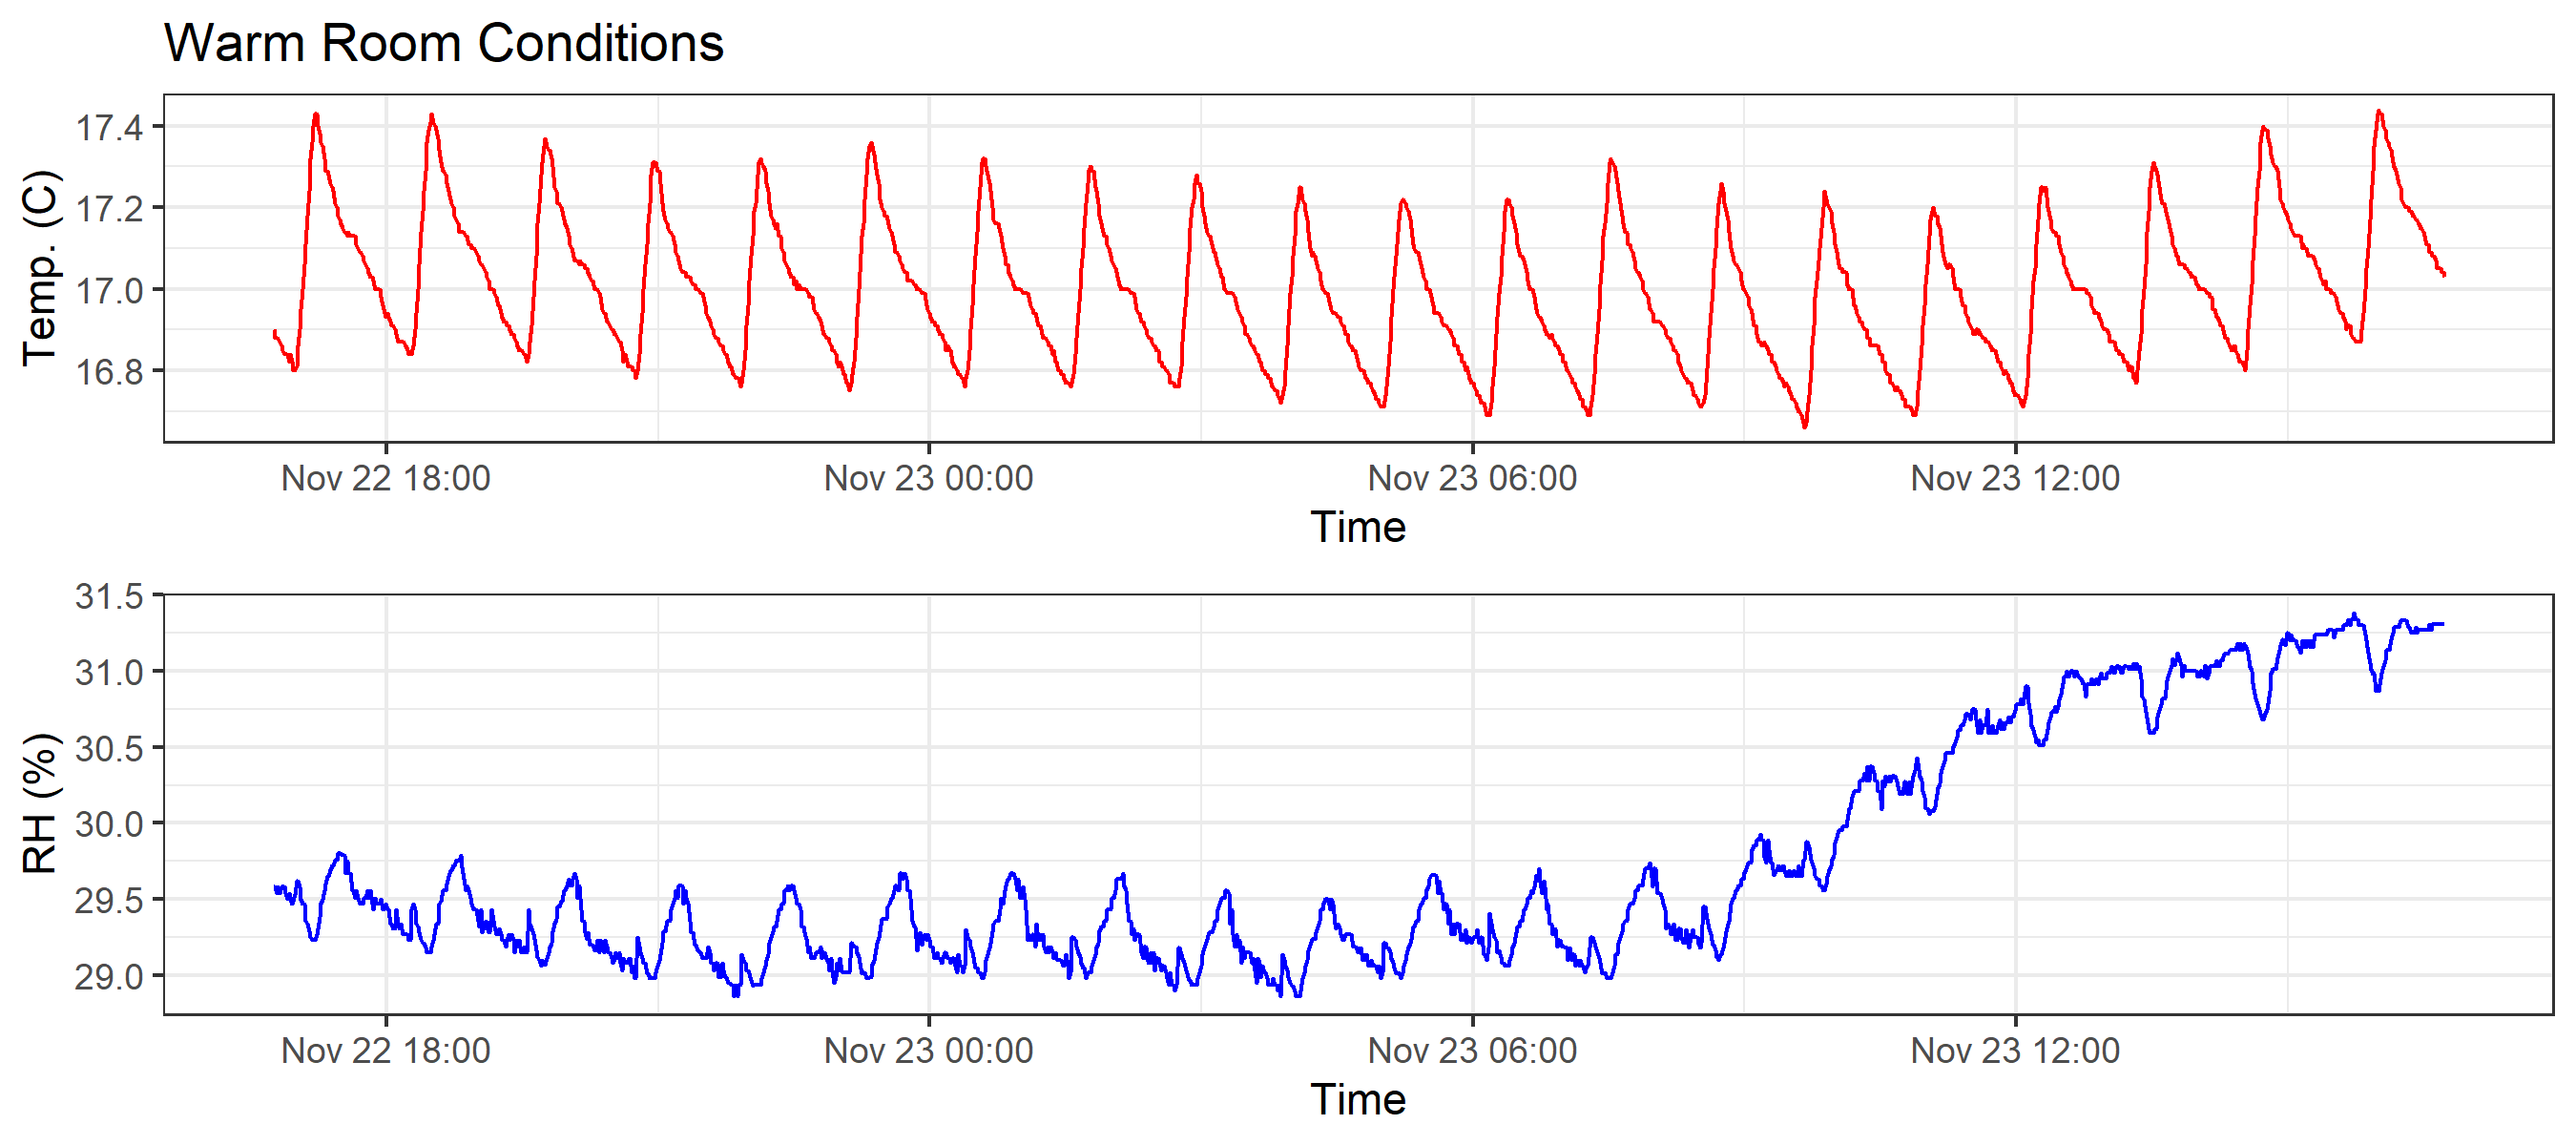 Warm Room Conditions
Temp. (C)
17.4
17.2
17.0
16.8
Nov 22 18:00 Nov 23 00:00 Nov 23 06:00 Nov 23 12:00
Time
RH (%)
31.5
31.0
30.5
30.0
29.5
29.0
Nov 22 18:00 Nov 23 00:00 Nov 23 06:00 Nov 23 12:00
Time